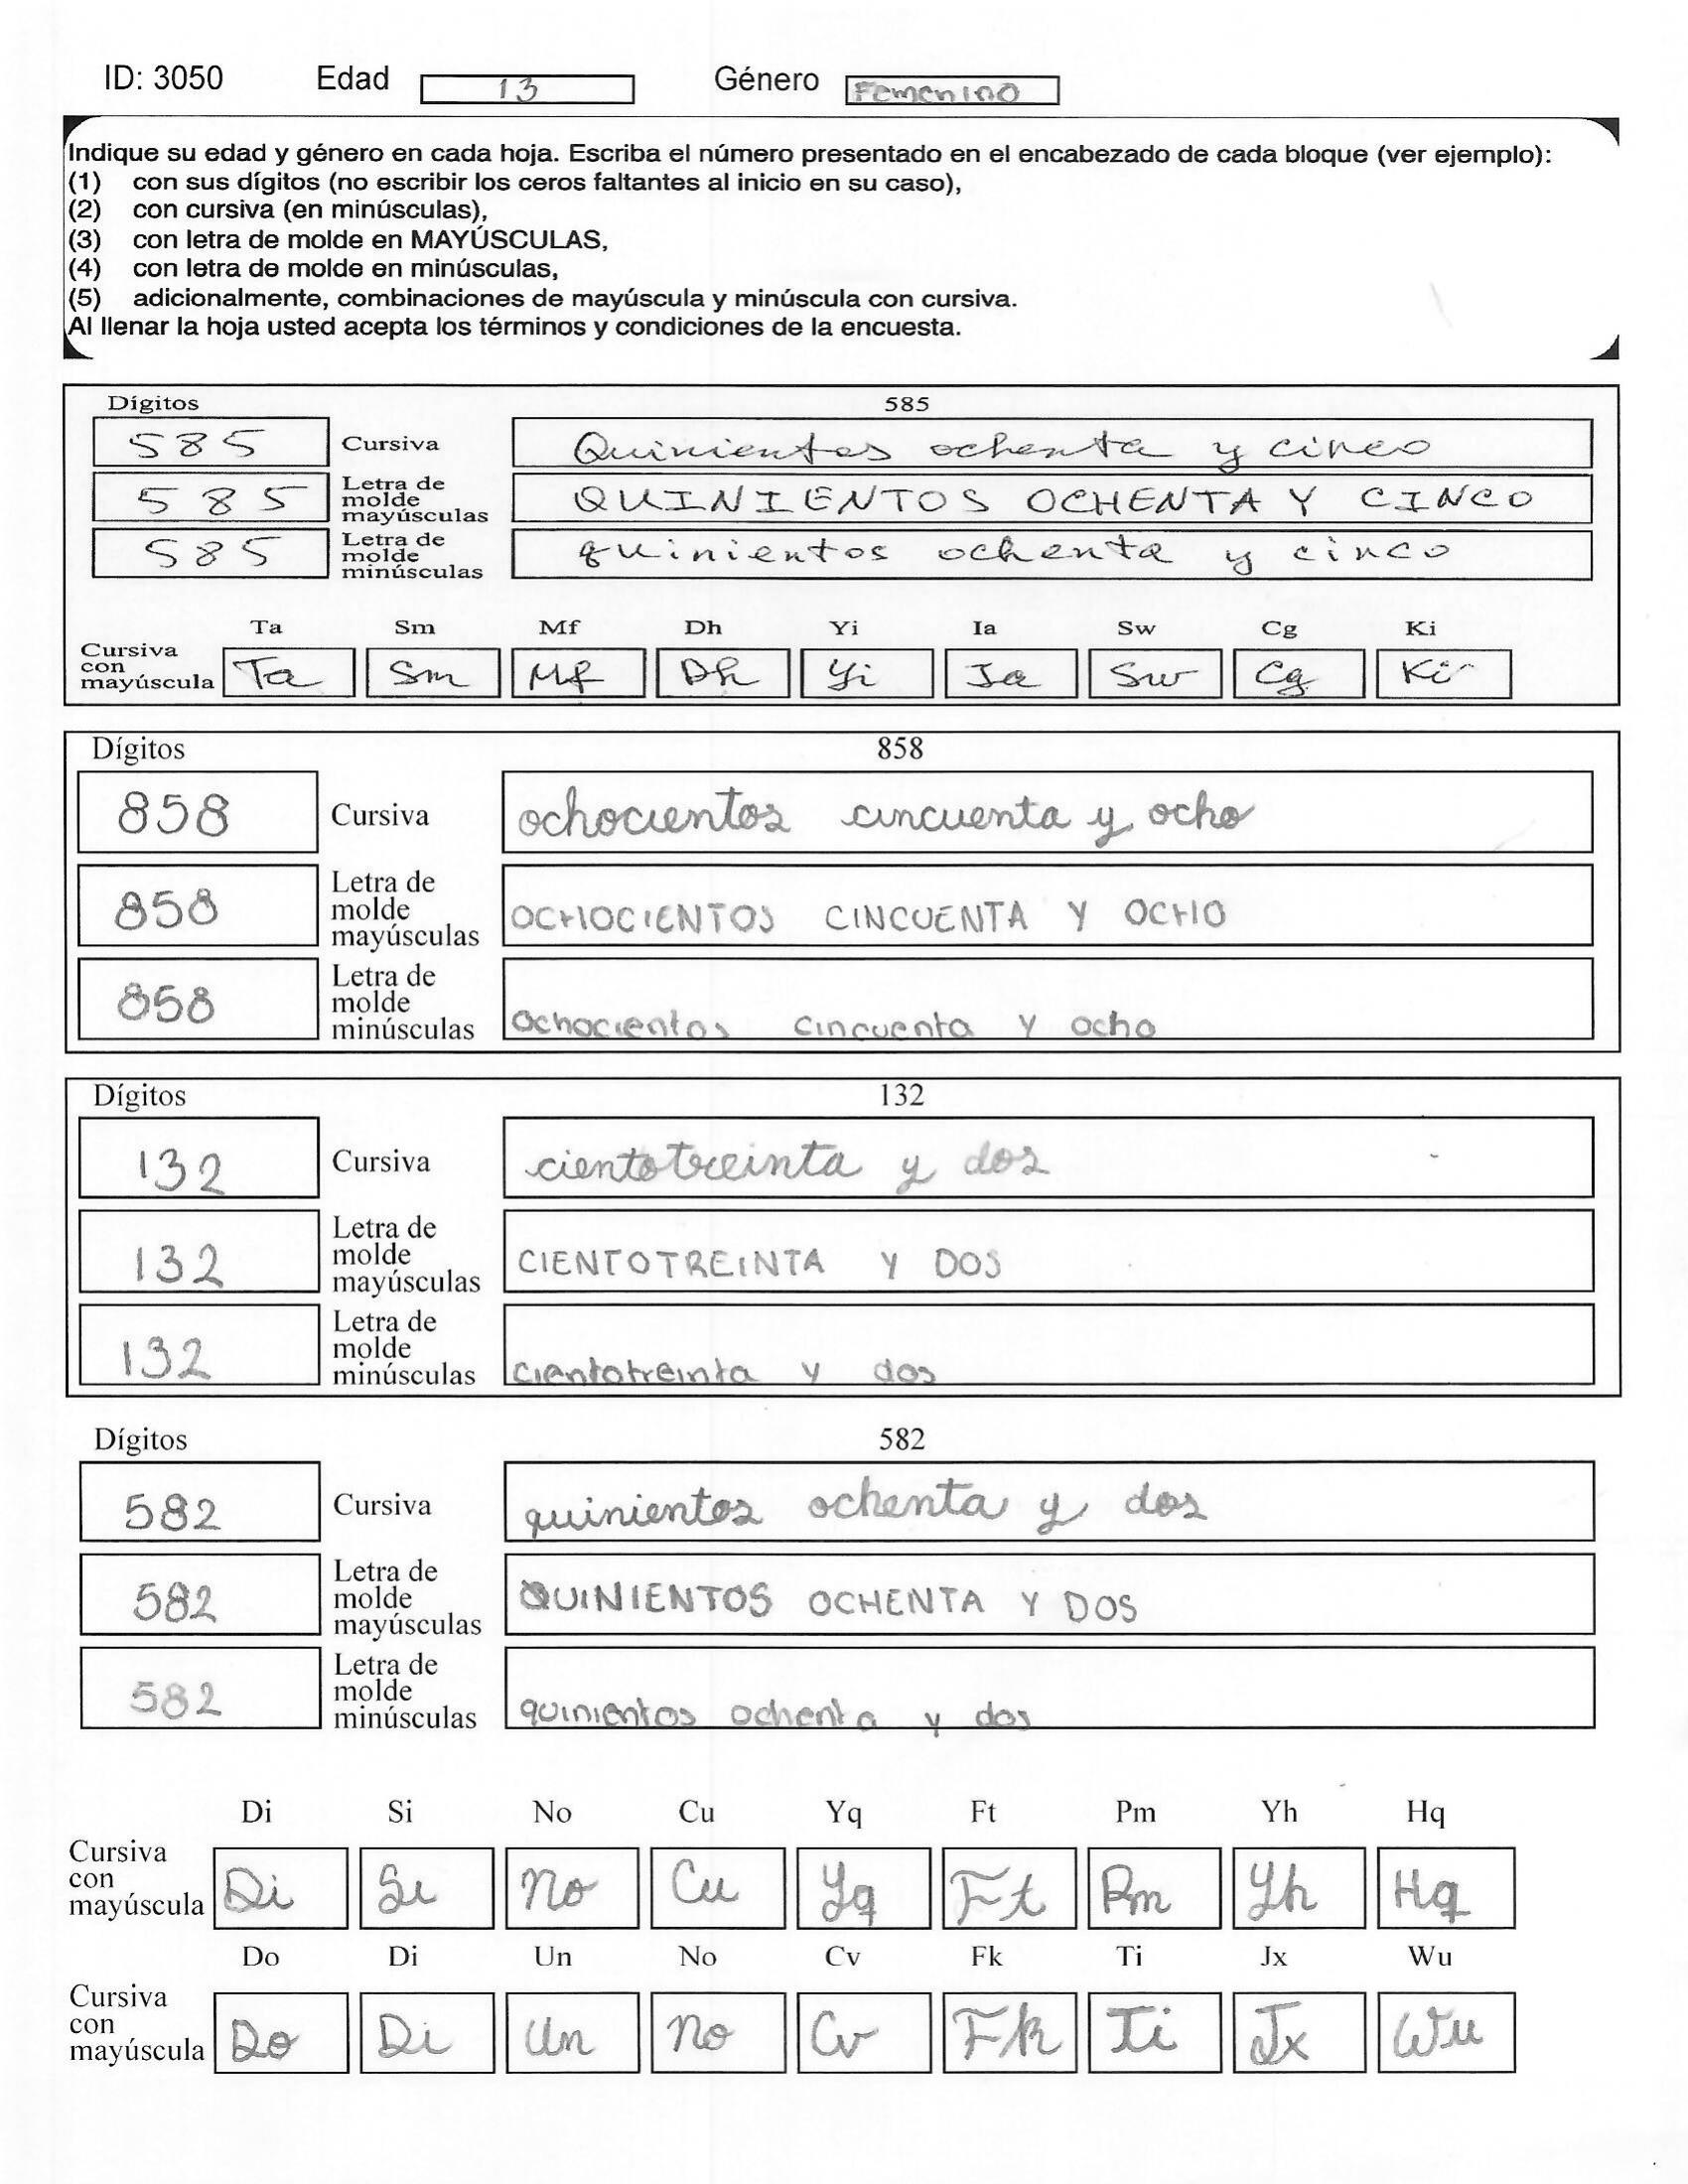 ID: 3050 Edad 13 Género Femenino
Indique su edad y género en cada hoja. Escriba el número presentado en el encabezado de cada bloque (ver ejemplo):
(1) con sus dígitos (no escribir los ceros faltantes al inicio en su caso),
(2) con cursiva (en minúsculas),
(3) con letra de molde en MAYÚSCULAS,
(4) con letra de molde en minúsculas,
(5) adicionalmente, combinaciones de mayúscula y minúscula con cursiva.
Al llenar la hoja usted acepta los términos y condiciones de la encuesta.
Dígitos 585
585 Cursiva Quinientos ochenta y cinco
585 Letra de molde mayúsculas QUINIENTOS OCHENTA Y CINCO
585 Letra de molde minúsculas quinientos ochenta y cinco
Ta Sm Mf Dh Yi Ia Sw Cg Ki
Cursiva con mayúscula Ta Sm Mf Dh Yi Ia Sw Cg Ki
Dígitos 858
858 Cursiva ochocientos cincuenta y ocho
858 Letra de molde mayúsculas OCHOCIENTOS CINCUENTA Y OCHO
858 Letra de molde minúsculas ochocientos cincuenta y ocho
Dígitos 132
132 Cursiva cientotreinta y dos
132 Letra de molde mayúsculas CIENTOTREINTA Y DOS
132 Letra de molde minúsculas cientotreinta y dos
Dígitos 582
582 Cursiva quinientos ochenta y dos
582 Letra de molde mayúsculas QUINIENTOS OCHENTA Y DOS
582 Letra de molde minúsculas quinientos ochenta y dos
Di Si No Cu Yq Ft Pm Yh Hq
Cursiva con mayúscula Di Si No Cu Yq Ft Pm Yh Hq
Do Di Un No Cv Fk Ti Jx Wu
Cursiva con mayúscula Do Di Un No Cv Fk Ti Jx Wu